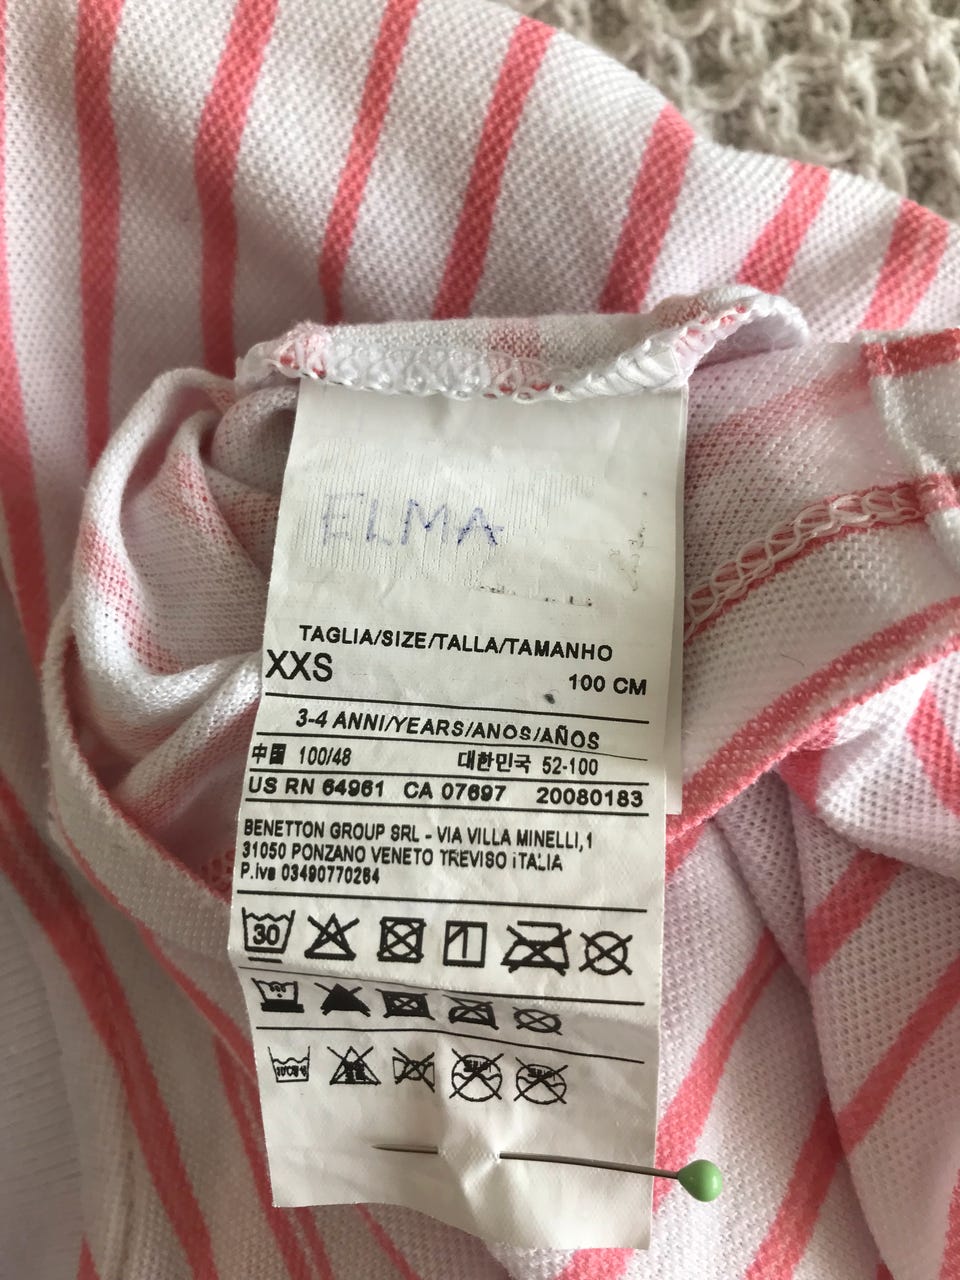 ELMA
TAGLIA/SIZE/TALLA/TAMANHO
XXS 100 CM
3-4 ANNI/YEARS/ANOS/AÑOS
中国 100/48 대한민국 52-100
US RN 64961 CA 07697 20080183
BENETTON GROUP SRL - VIA VILLA MINELLI,1
31050 PONZANO VENETO TREVISO iTALIA
P.iva 03490770264
30